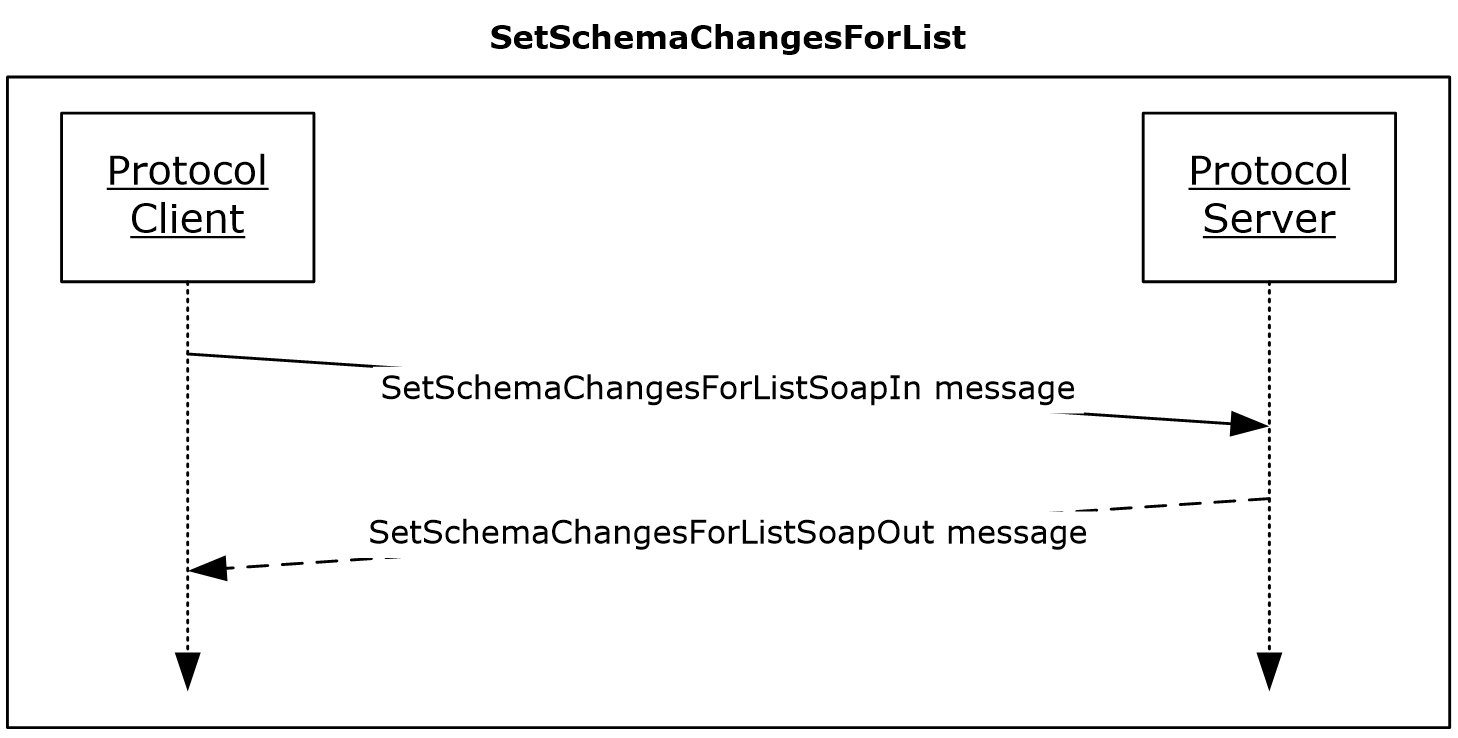 SetSchemaChangesForList
Protocol
Client
Protocol
Server
SetSchemaChangesForListSoapIn message
SetSchemaChangesForListSoapOut message